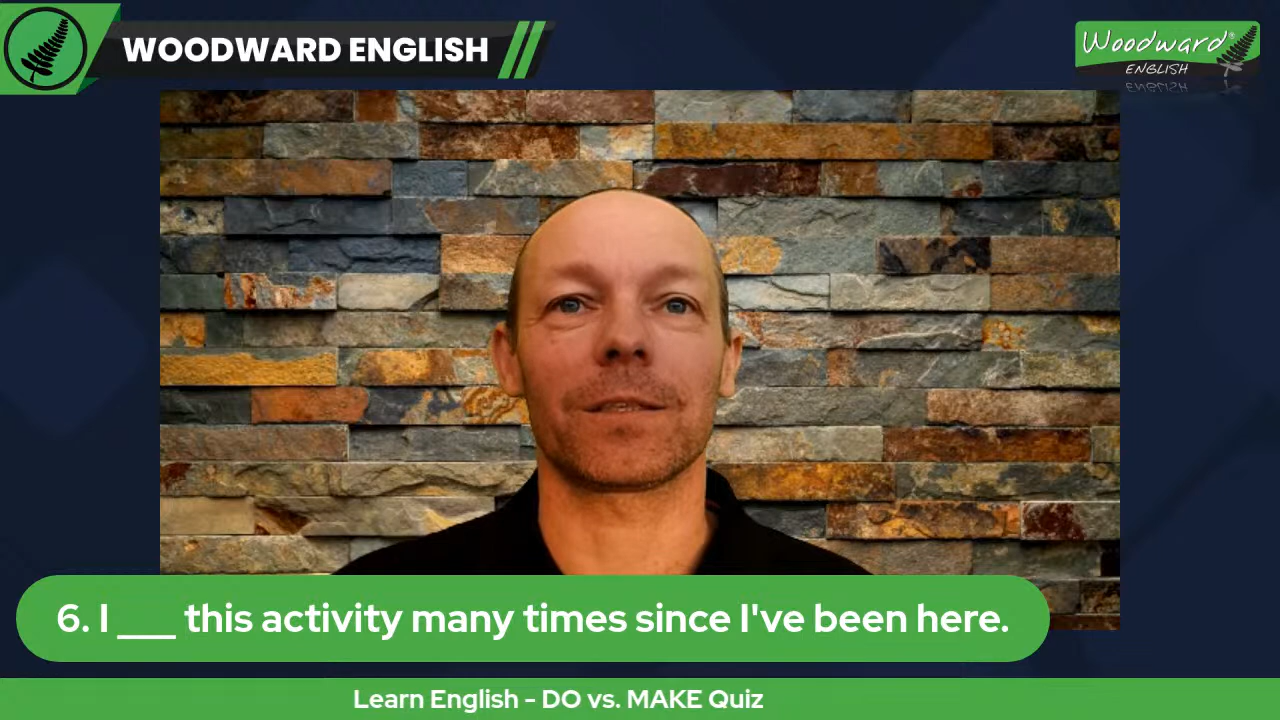 WOODWARD ENGLISH
Woodward®
ENGLISH
6. I ___ this activity many times since I've been here.
Learn English - DO vs. MAKE Quiz